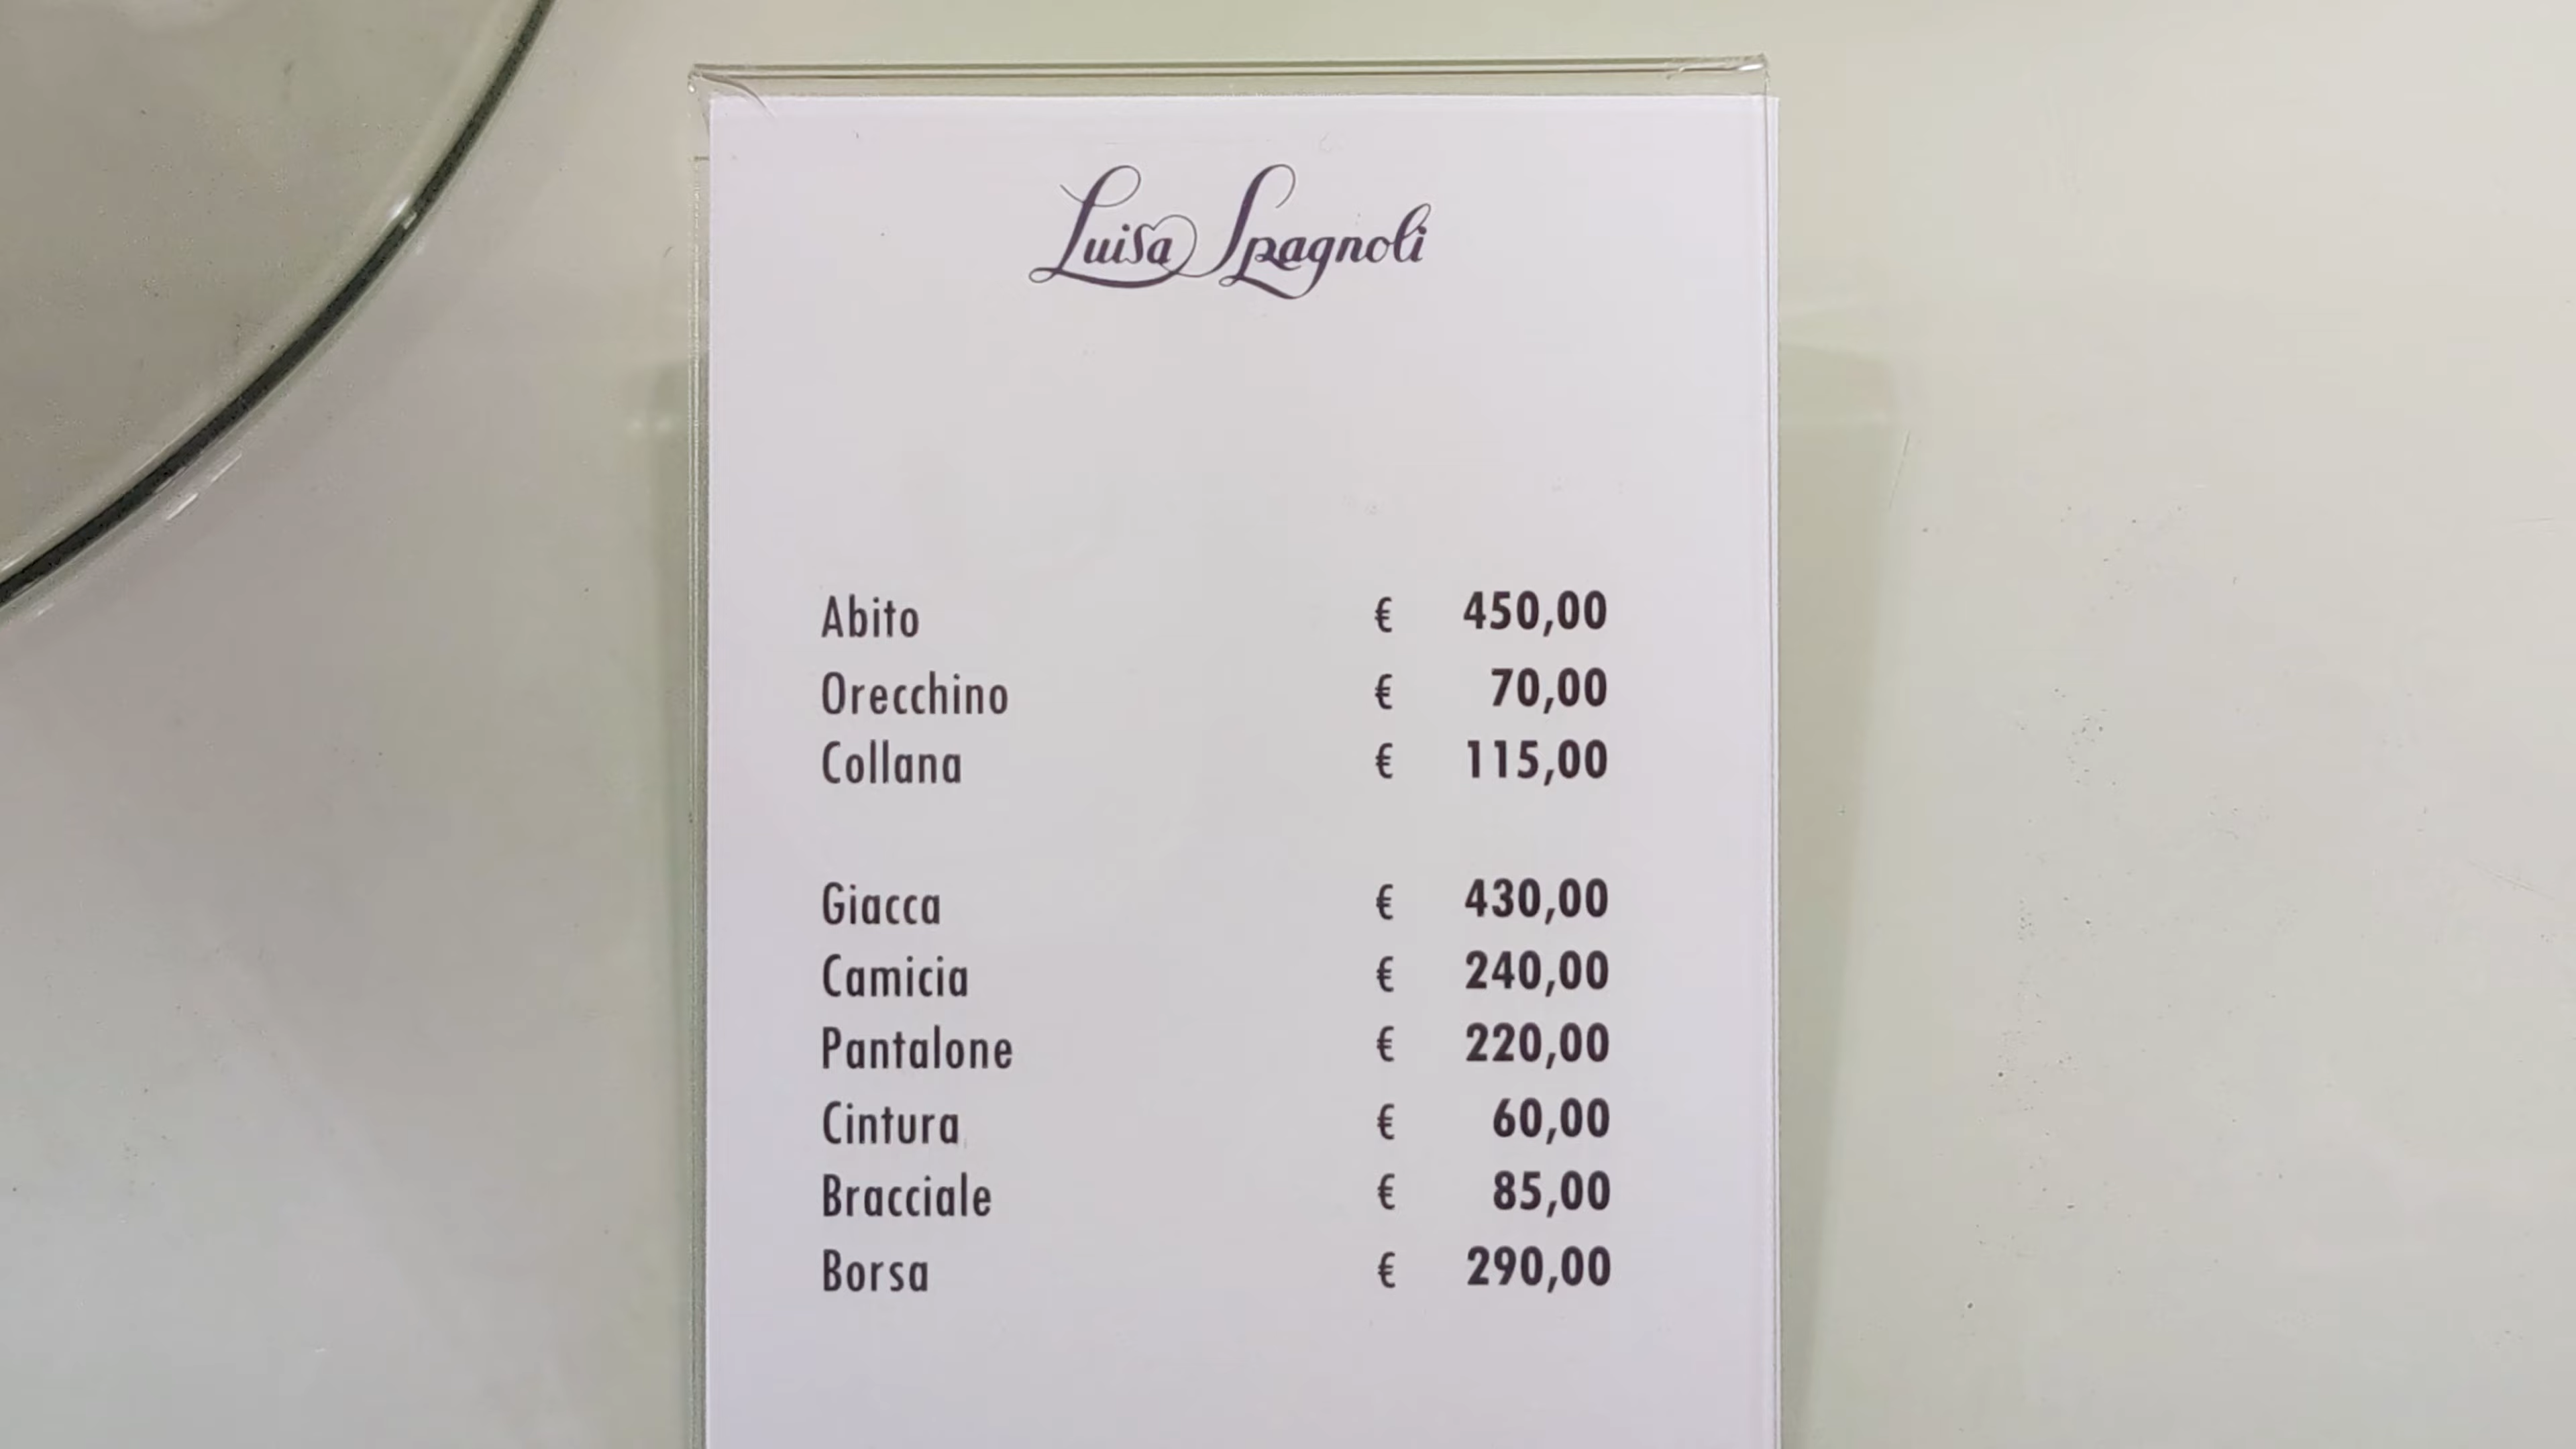 Luisa Spagnoli
Abito € 450,00
Orecchino € 70,00
Collana € 115,00
Giacca € 430,00
Camicia € 240,00
Pantalone € 220,00
Cintura € 60,00
Bracciale € 85,00
Borsa € 290,00